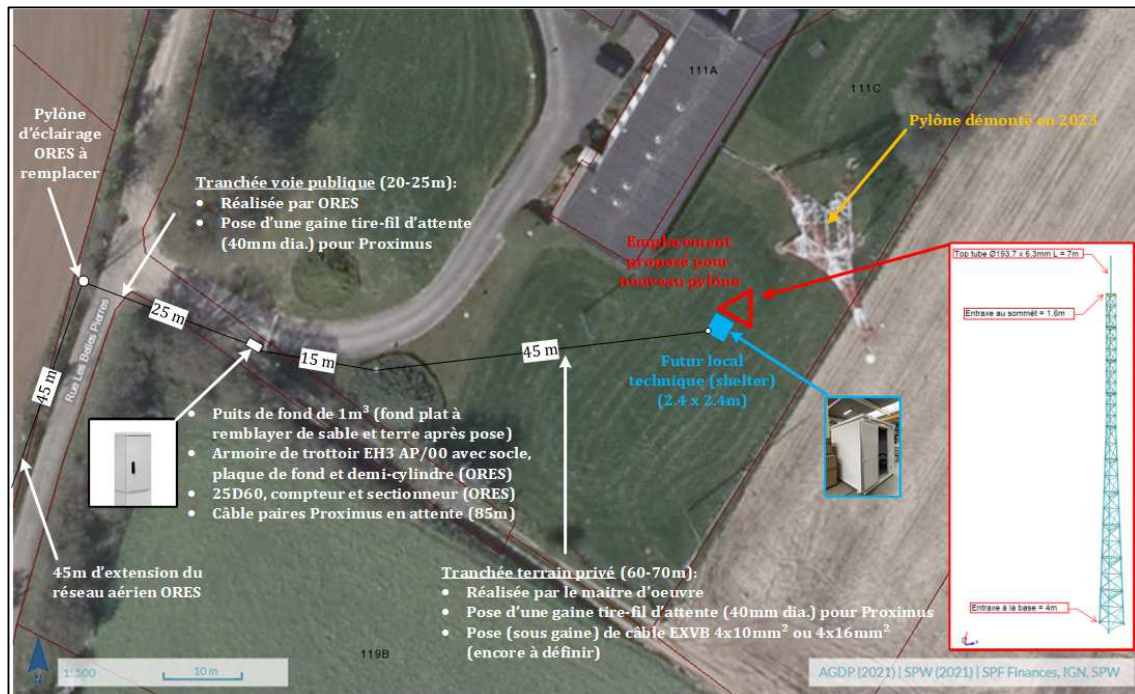 111A
111C
Pylône
d'éclairage
ORES à
remplacer
Pylône démonté en 2023
Tranchée voie publique (20-25m):
• Réalisée par ORES
• Pose d'une gaine tire-fil d'attente
(40mm dia.) pour Proximus
Emplacement
proposé pour
nouveau pylône
Top tube Ø193,7 x 6.3mm L = 7m
Entraxe au sommet = 1.6m
Entraxe à la base = 4m
25 m
15 m
45 m
45 m
Rue Les Belles Pierres
Futur local
technique (shelter)
(2.4 x 2.4m)
• Puits de fond de 1m³ (fond plat à
remblayer de sable et terre après pose)
• Armoire de trottoir EH3 AP/00 avec socle,
plaque de fond et demi-cylindre (ORES)
• 25D60, compteur et sectionneur (ORES)
• Câble paires Proximus en attente (85m)
45m d'extension du
réseau aérien ORES
Tranchée terrain privé (60-70m):
• Réalisée par le maitre d'oeuvre
• Pose d'une gaine tire-fil d'attente (40mm dia.) pour Proximus
• Pose (sous gaine) de câble EXVB 4x10mm² ou 4x16mm²
(encore à définir)
119B
N
1:500
10 m
AGDP (2021) | SPW (2021) | SPF Finances, IGN, SPW